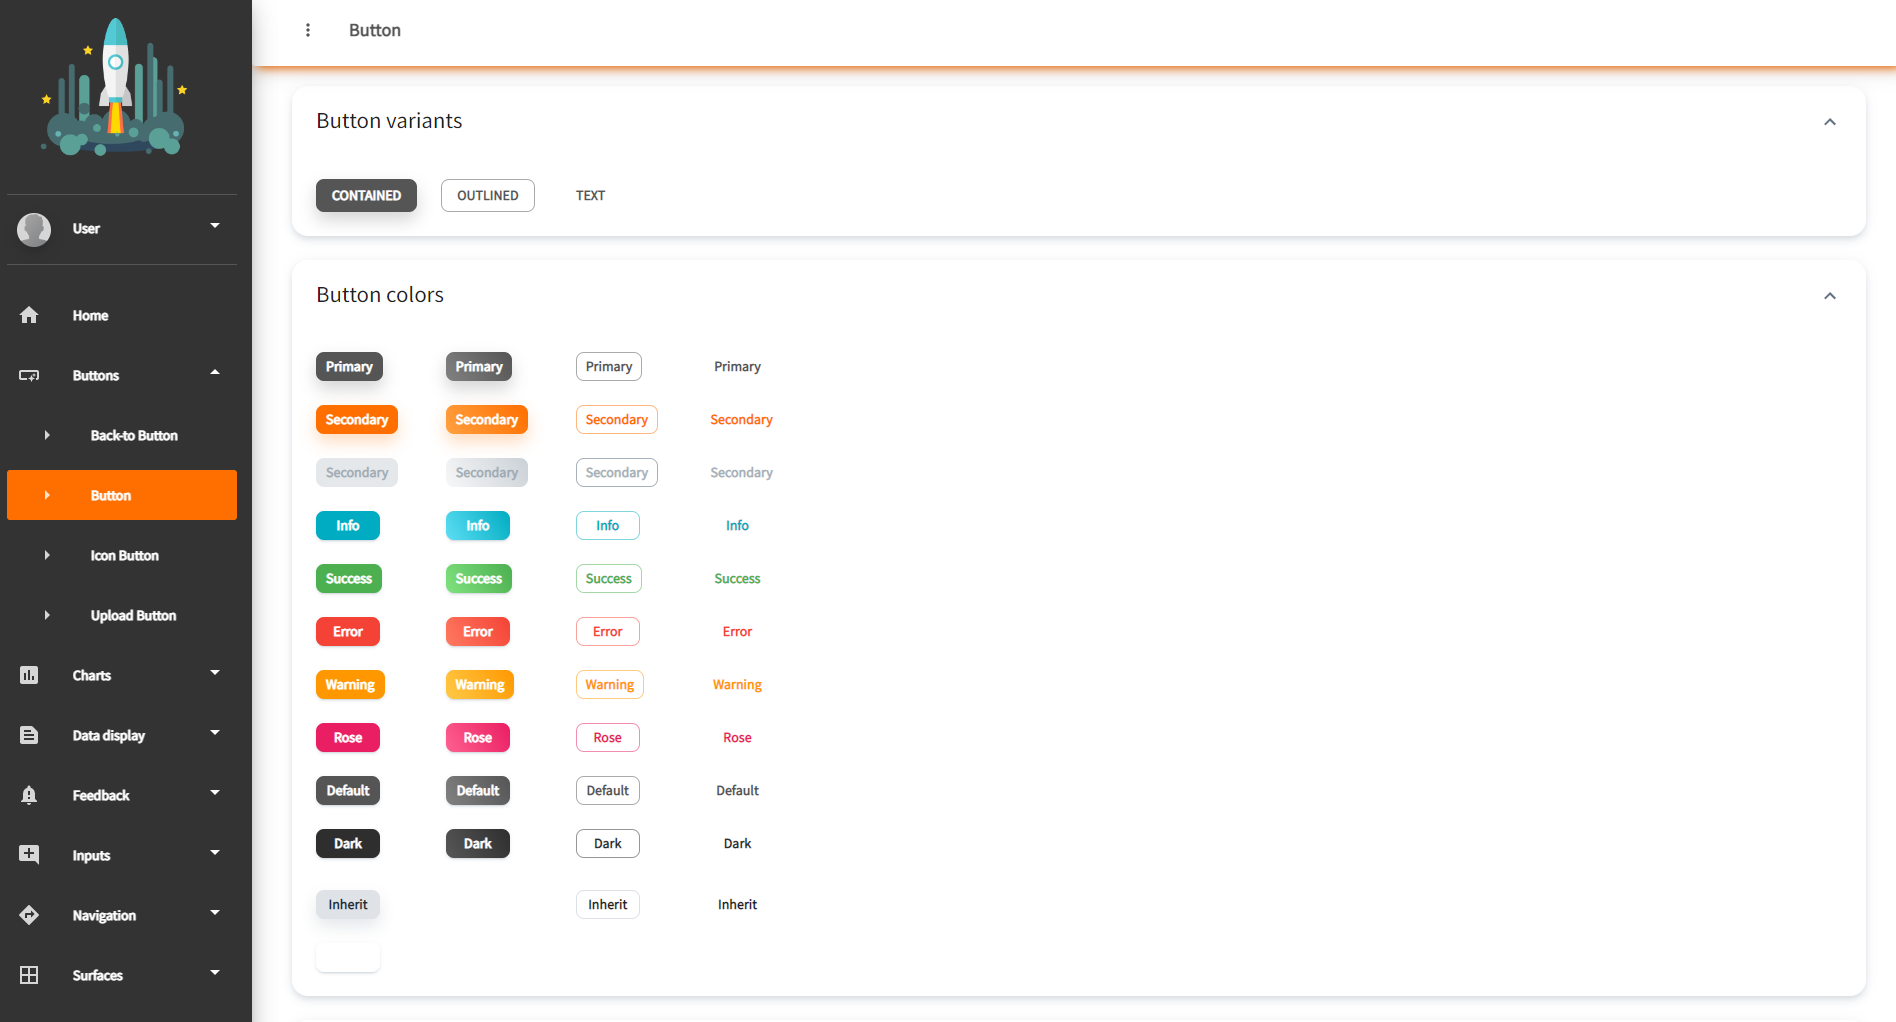 Button
User
Home
Buttons
Back-to Button
Button
Icon Button
Upload Button
Charts
Data display
Feedback
Inputs
Navigation
Surfaces
Button variants
CONTAINED OUTLINED TEXT
Button colors
Primary Primary Primary Primary
Secondary Secondary Secondary Secondary
Secondary Secondary Secondary Secondary
Info Info Info Info
Success Success Success Success
Error Error Error Error
Warning Warning Warning Warning
Rose Rose Rose Rose
Default Default Default Default
Dark Dark Dark Dark
Inherit Inherit Inherit